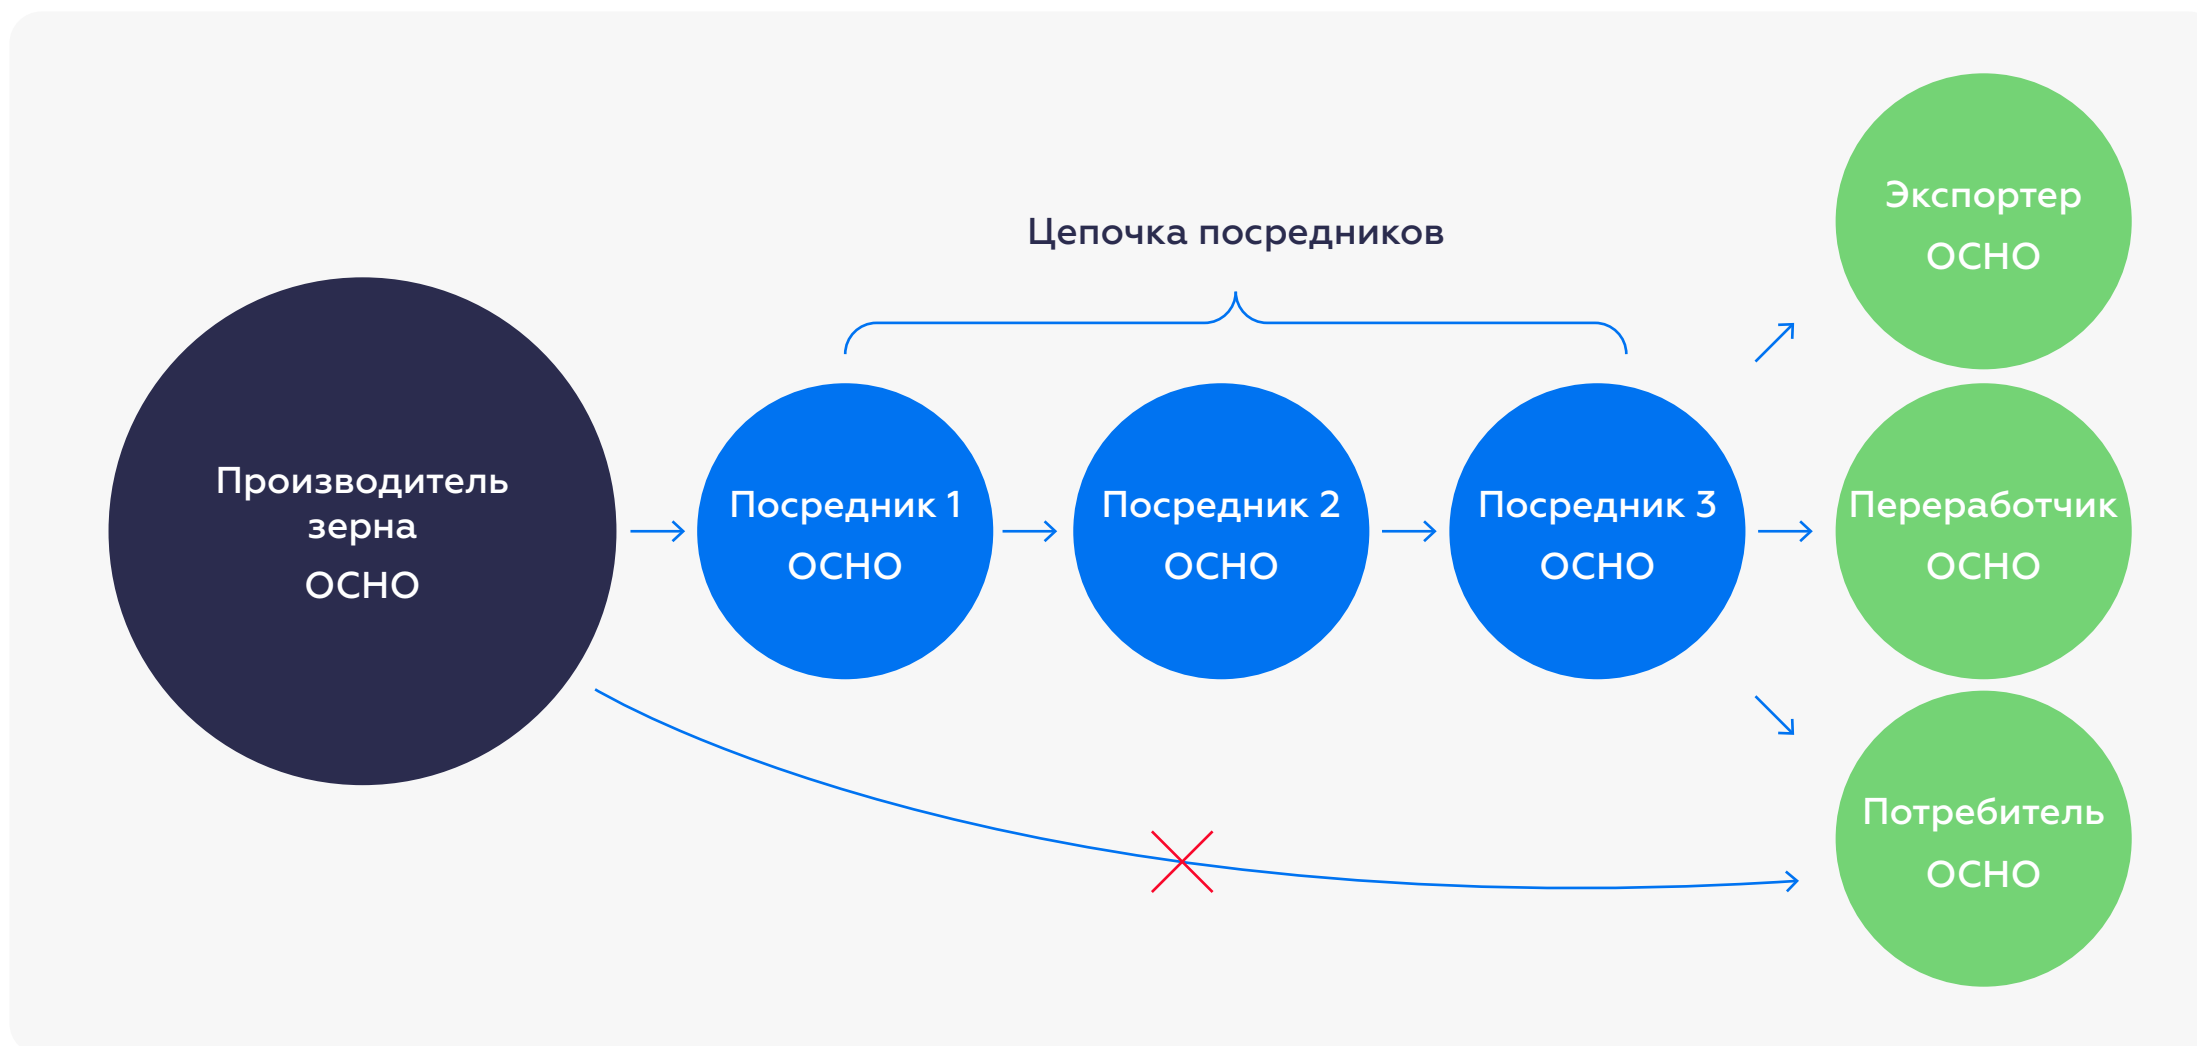 Цепочка посредников
Производитель
зерна
ОСНО
Посредник 1
ОСНО
Посредник 2
ОСНО
Посредник 3
ОСНО
Экспортер
ОСНО
Переработчик
ОСНО
Потребитель
ОСНО